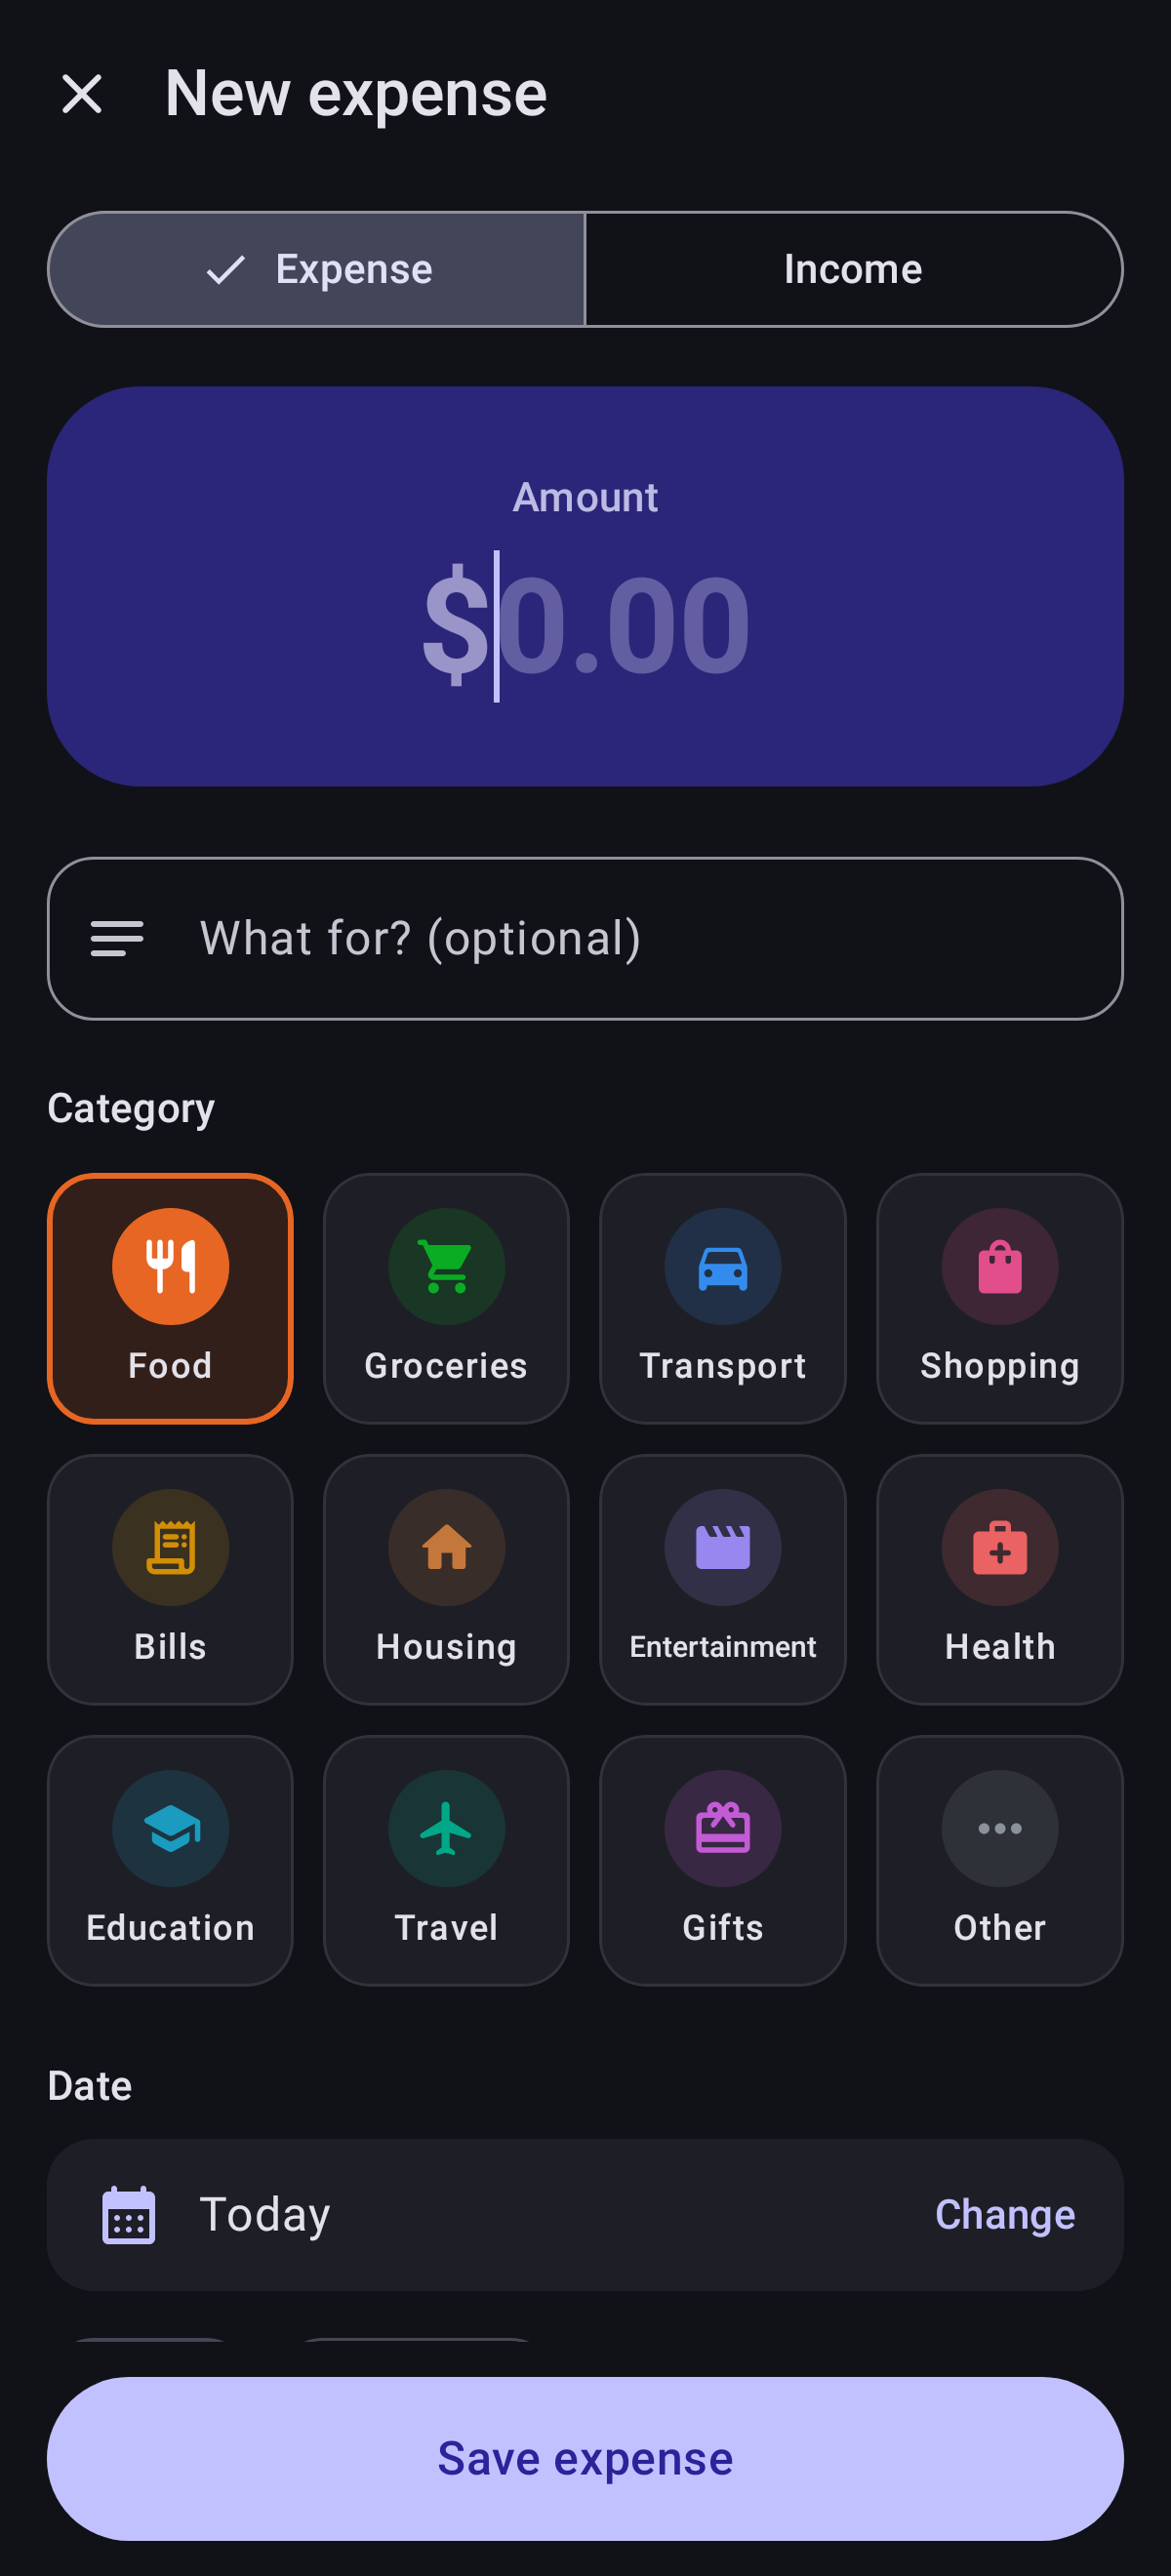 New expense
Expense
Income
Amount
$0.00
What for? (optional)
Category
Food
Groceries
Transport
Shopping
Bills
Housing
Entertainment
Health
Education
Travel
Gifts
Other
Date
Today
Change
Save expense